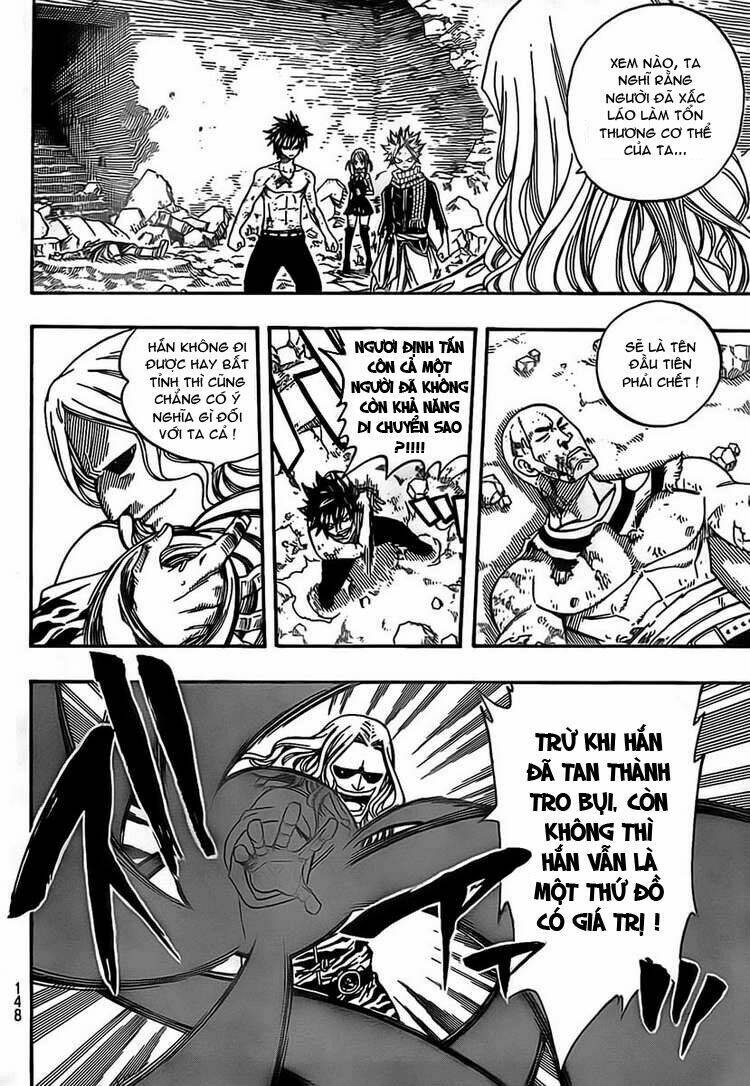 XEM NÀO, TA
NGHĨ RẰNG
NGƯỜI ĐÃ XẤC
LÁO LÀM TỔN
THƯƠNG CƠ THỂ
CỦA TA...
SẼ LÀ TÊN
ĐẦU TIÊN
PHẢI CHẾT!
NGƯƠI ĐỊNH TẤN
CÔN CẢ MỘT
NGƯỜI ĐÃ KHÔNG
CÒN KHẢ NĂNG
DI CHUYỂN SAO
?!!!!
HẮN KHÔNG ĐI
ĐƯỢC HAY BẤT
TỈNH THÌ CŨNG
CHẲNG CÓ Ý
NGHĨA GÌ ĐỐI
VỚI TA CẢ !
TRỪ KHI HẮN
ĐÃ TAN THÀNH
TRO BỤI, CÒN
KHÔNG THÌ
HẮN VẪN LÀ
MỘT THỨ ĐỒ
CÓ GIÁ TRỊ !
148